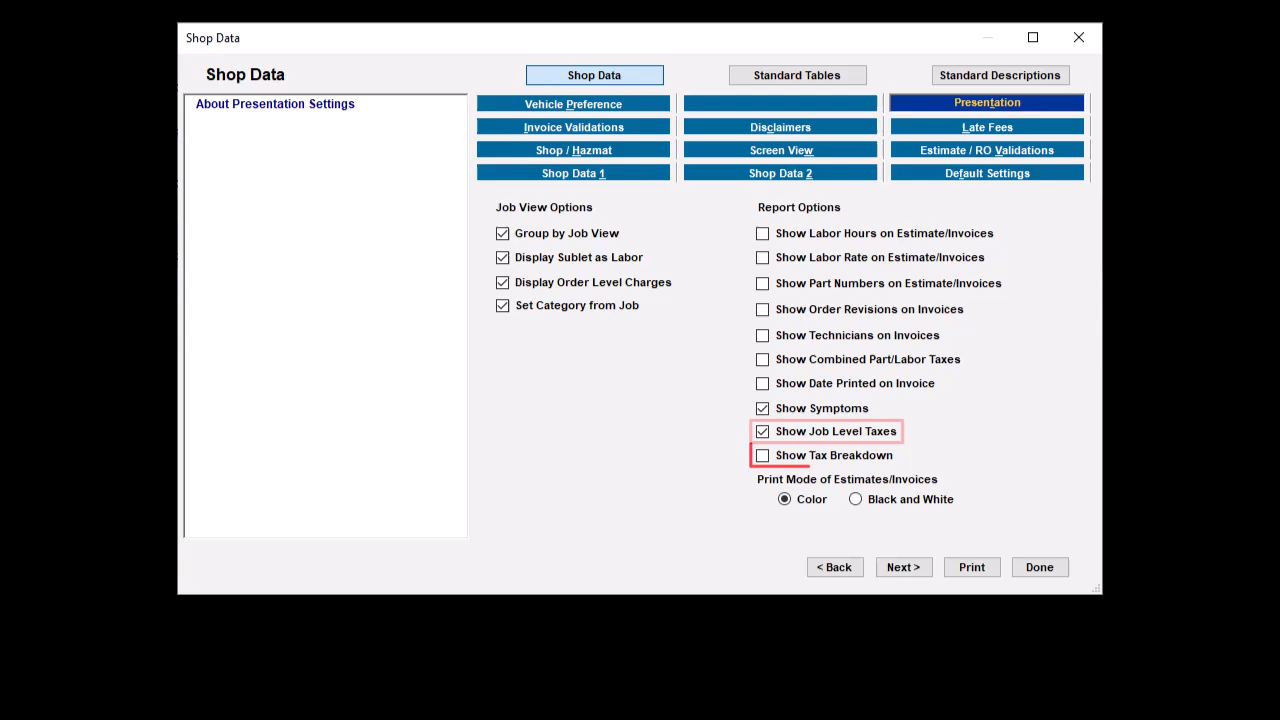 Shop Data
Shop Data
Shop Data
Standard Tables
Standard Descriptions
About Presentation Settings
Vehicle Preference
Presentation
Invoice Validations
Disclaimers
Late Fees
Shop / Hazmat
Screen View
Estimate / RO Validations
Shop Data 1
Shop Data 2
Default Settings
Job View Options
Group by Job View
Display Sublet as Labor
Display Order Level Charges
Set Category from Job
Report Options
Show Labor Hours on Estimate/Invoices
Show Labor Rate on Estimate/Invoices
Show Part Numbers on Estimate/Invoices
Show Order Revisions on Invoices
Show Technicians on Invoices
Show Combined Part/Labor Taxes
Show Date Printed on Invoice
Show Symptoms
Show Job Level Taxes
Show Tax Breakdown
Print Mode of Estimates/Invoices
Color
Black and White
< Back
Next >
Print
Done